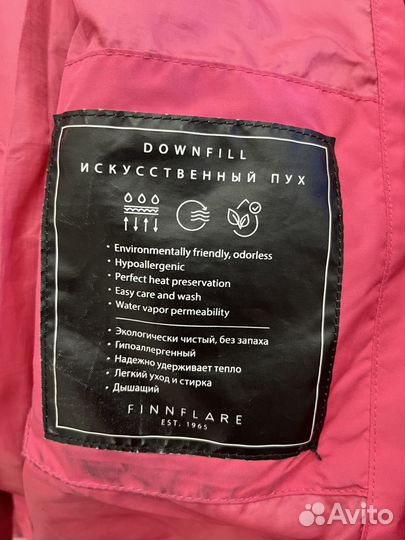 DOWNFILL
ИСКУССТВЕННЫЙ ПУХ
• Environmentally friendly, odorless
• Hypoallergenic
• Perfect heat preservation
• Easy care and wash
• Water vapor permeability
• Экологически чистый, без запаха
• Гипоаллергенный
• Надежно удерживает тепло
• Легкий уход и стирка
• Дышащий
FINNFLARE
EST. 1965
Avito